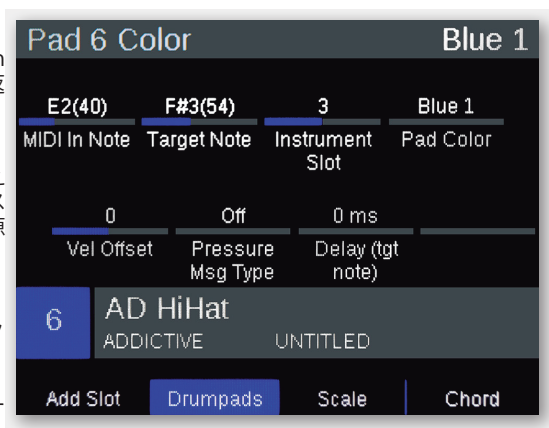 Pad 6 Color Blue 1
E2(40) F#3(54) 3 Blue 1
MIDI In Note Target Note Instrument Slot Pad Color
0 Off 0 ms
Vel Offset Pressure Msg Type Delay (tgt note)
6 AD HiHat
ADDICTIVE UNTITLED
Add Slot Drumpads Scale Chord